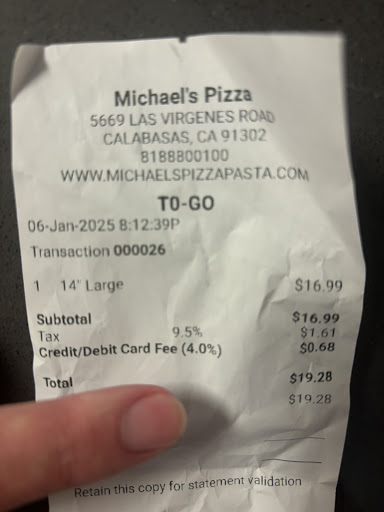 Michael's Pizza
5669 LAS VIRGENES ROAD
CALABASAS, CA 91302
8188800100
WWW.MICHAELSPIZZAPASTA.COM
TO-GO
06-Jan-2025 8:12:39P
Transaction 000026
1 14" Large $16.99
Subtotal $16.99
Tax 9.5% $1.61
Credit/Debit Card Fee (4.0%) $0.68
Total $19.28
$19.28
Retain this copy for statement validation